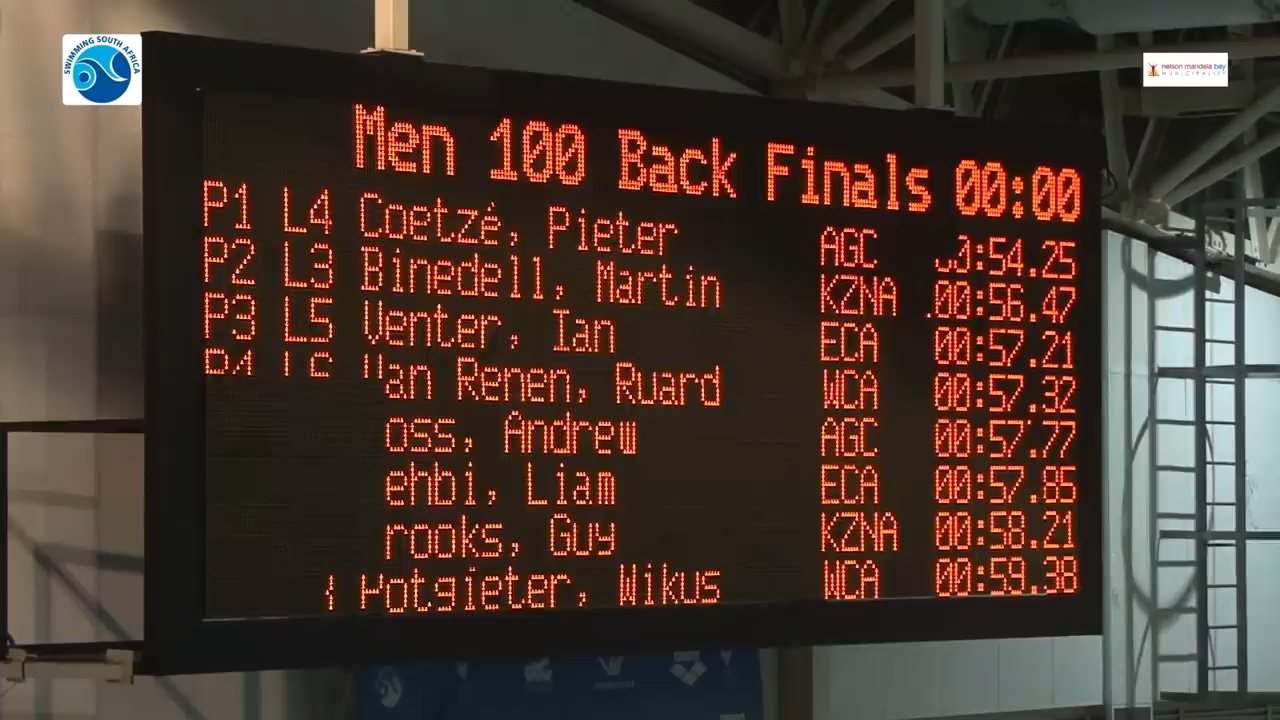 SWIMMING SOUTH AFRICA
nelson mandela bay
MUNICIPALITY
Men 100 Back Finals 00:00
P1 L4 Coetzé, Pieter AGC 00:54.25
P2 L3 Binedell, Martin KZNA 00:56.47
P3 L5 Venter, Ian ECA 00:57.21
P4 L6 Van Renen, Ruard WCA 00:57.32
oss, Andrew AGC 00:57.77
ehbi, Liam ECA 00:57.85
rooks, Guy KZNA 00:58.21
Potgieter, Wikus WCA 00:59.38